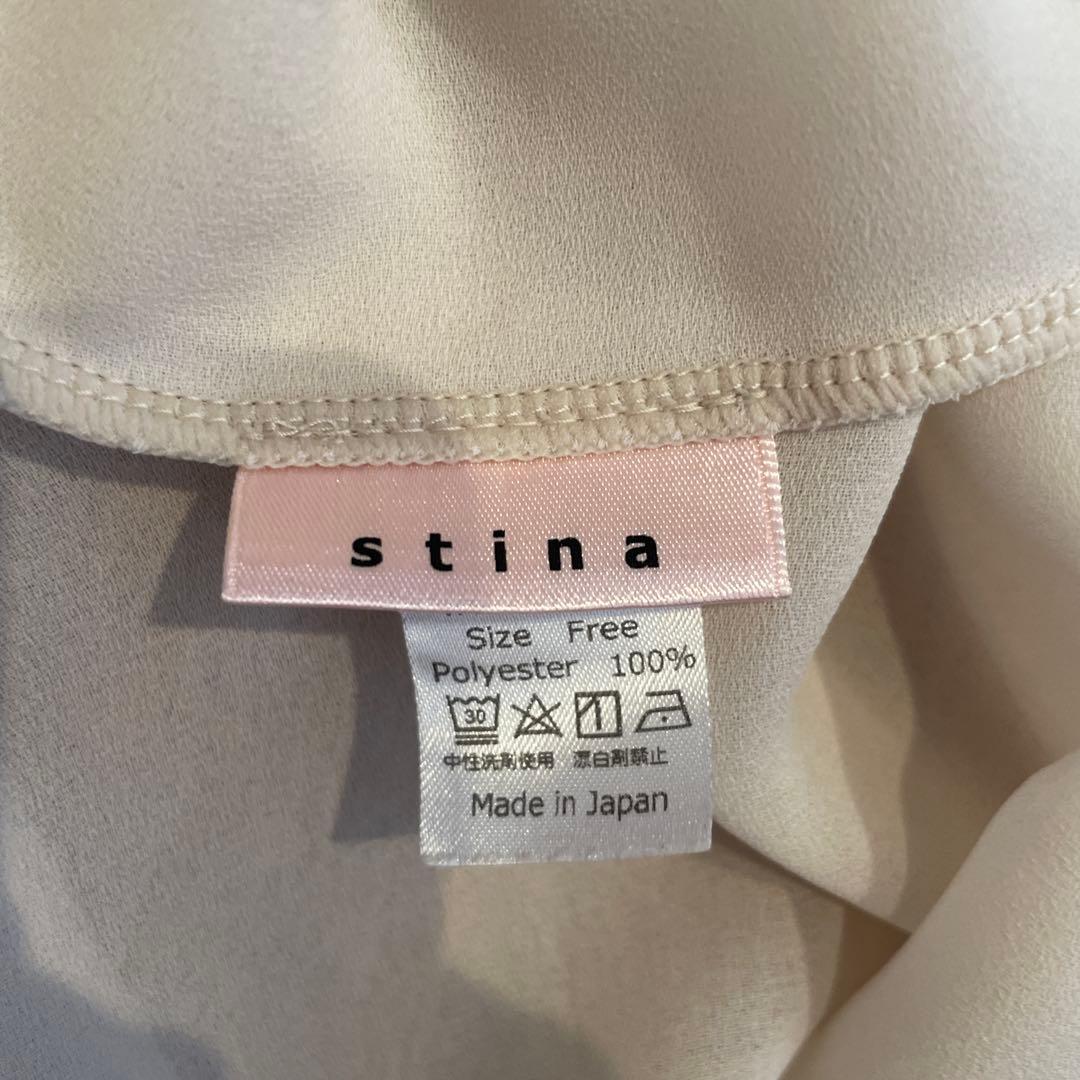 stina
Size Free
Polyester 100%
30
中性洗剤使用 漂白剤禁止
Made in Japan